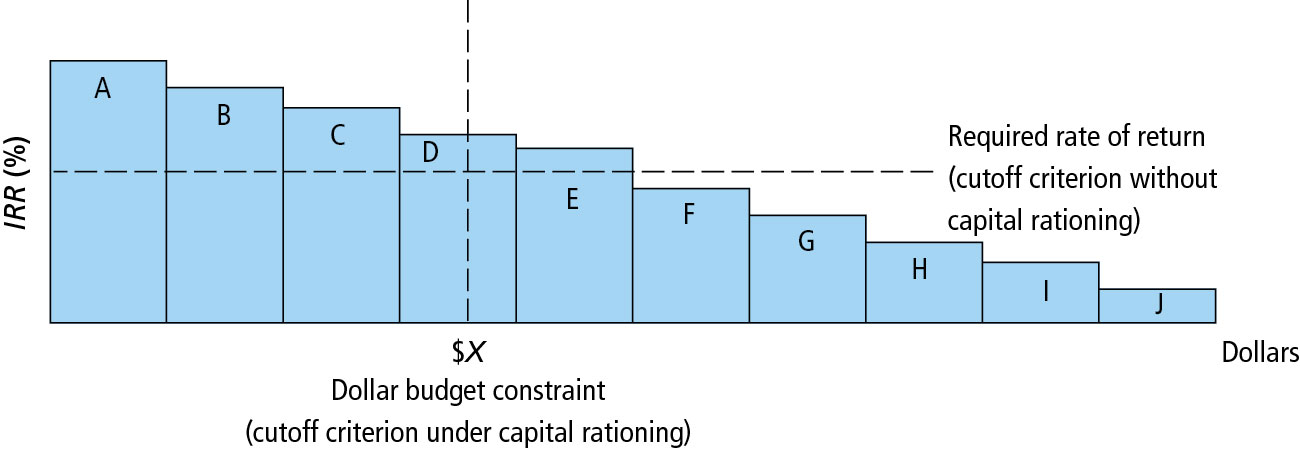 A
B
C
D
E
F
G
H
I
J
IRR (%)
Required rate of return
(cutoff criterion without
capital rationing)
$X
Dollars
Dollar budget constraint
(cutoff criterion under capital rationing)